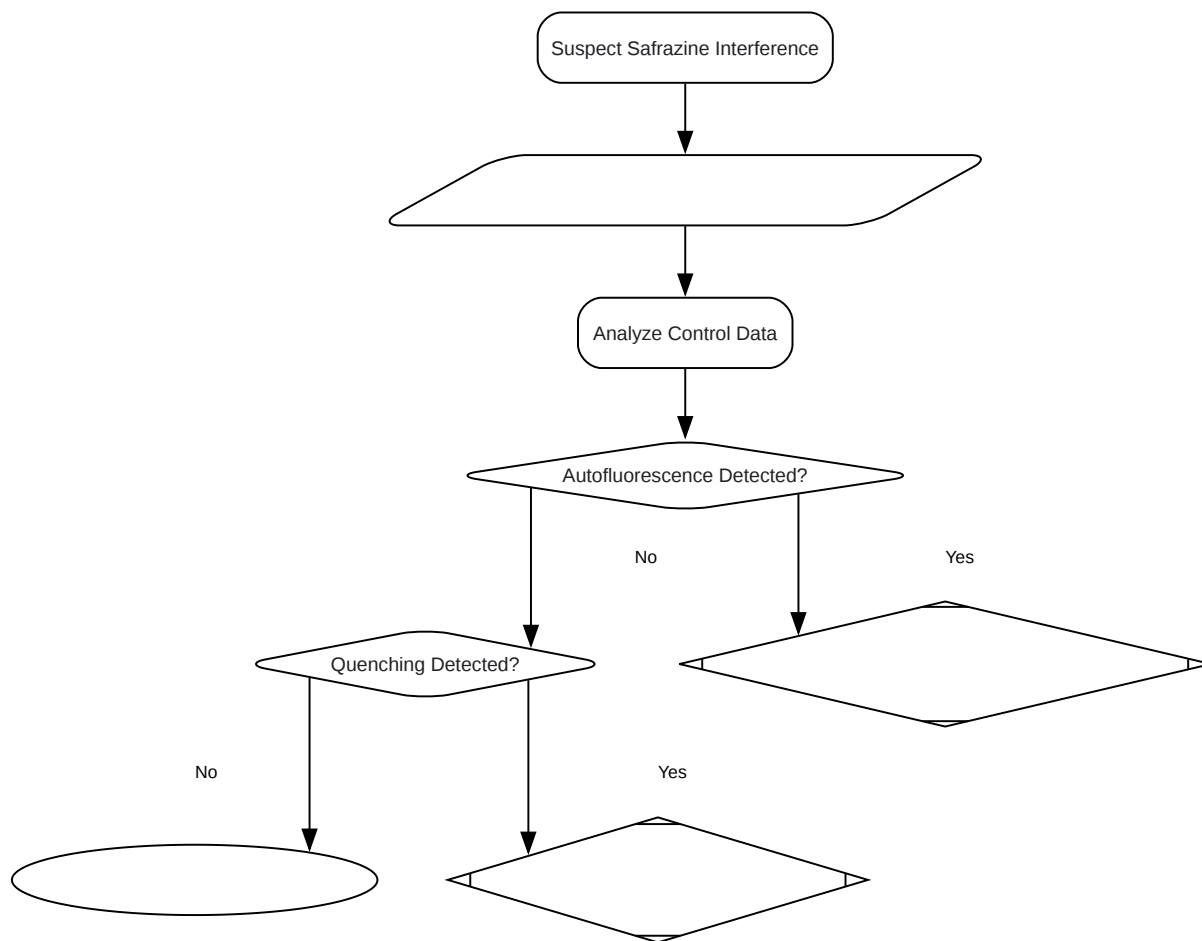 Suspect Safrazine Interference
Analyze Control Data
Autofluorescence Detected?
No
Yes
Quenching Detected?
No
Yes